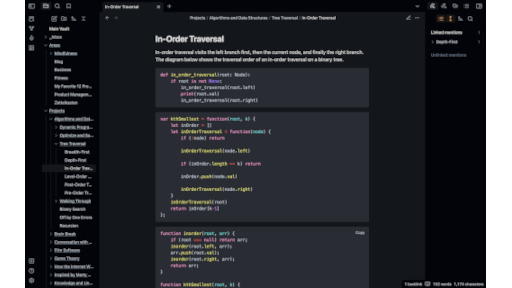 In-Order Traversal
Projects / Algorithms and Data Structures / Tree Traversal / In-Order Traversal
Main Vault
Areas
Mindfulness
Blog
Business
Fitness
My Favorite 12 Pro...
Product Managem...
Zettelkasten
Projects
Algorithms and Dat...
Dynamic Progra...
Optimize and Ba...
Tree Traversal
Breadth-First
Depth-First
In-Order Trav...
Level-Order ...
Post-Order T...
Pre-Order Tr...
Walking Through
Binary Search
Off by One Errors
Recursion
Brain Break
Conversation with ...
Film Software
Game Theory
How the Internet W...
Inspired by Marty ...
Knowledge and Le...
In-Order Traversal
In-order traversal visits the left branch first, then the current node, and finally the right branch.
The diagram below shows the traversal order of an in-order traversal on a binary tree.
def in_order_traversal(root: Node):
if root is not None:
in_order_traversal(root.left)
print(root.val)
in_order_traversal(root.right)
var kthSmallest = function(root, k) {
let inOrder = []
let inOrderTraversal = function(node) {
if (!node) return
inOrderTraversal(node.left)
if (inOrder.length == k) return
inOrder.push(node.val)
inOrderTraversal(node.right)
}
inOrderTraversal(root)
return inOrder[k-1]
};
Copy
function inorder(root, arr) {
if (root === null) return arr;
inorder(root.left, arr);
arr.push(root.val);
inorder(root.right, arr);
return arr;
}
function kthSmallest(root, k) {
Linked mentions
Depth-First
Unlinked mentions
1 backlink
152 words
1,174 characters